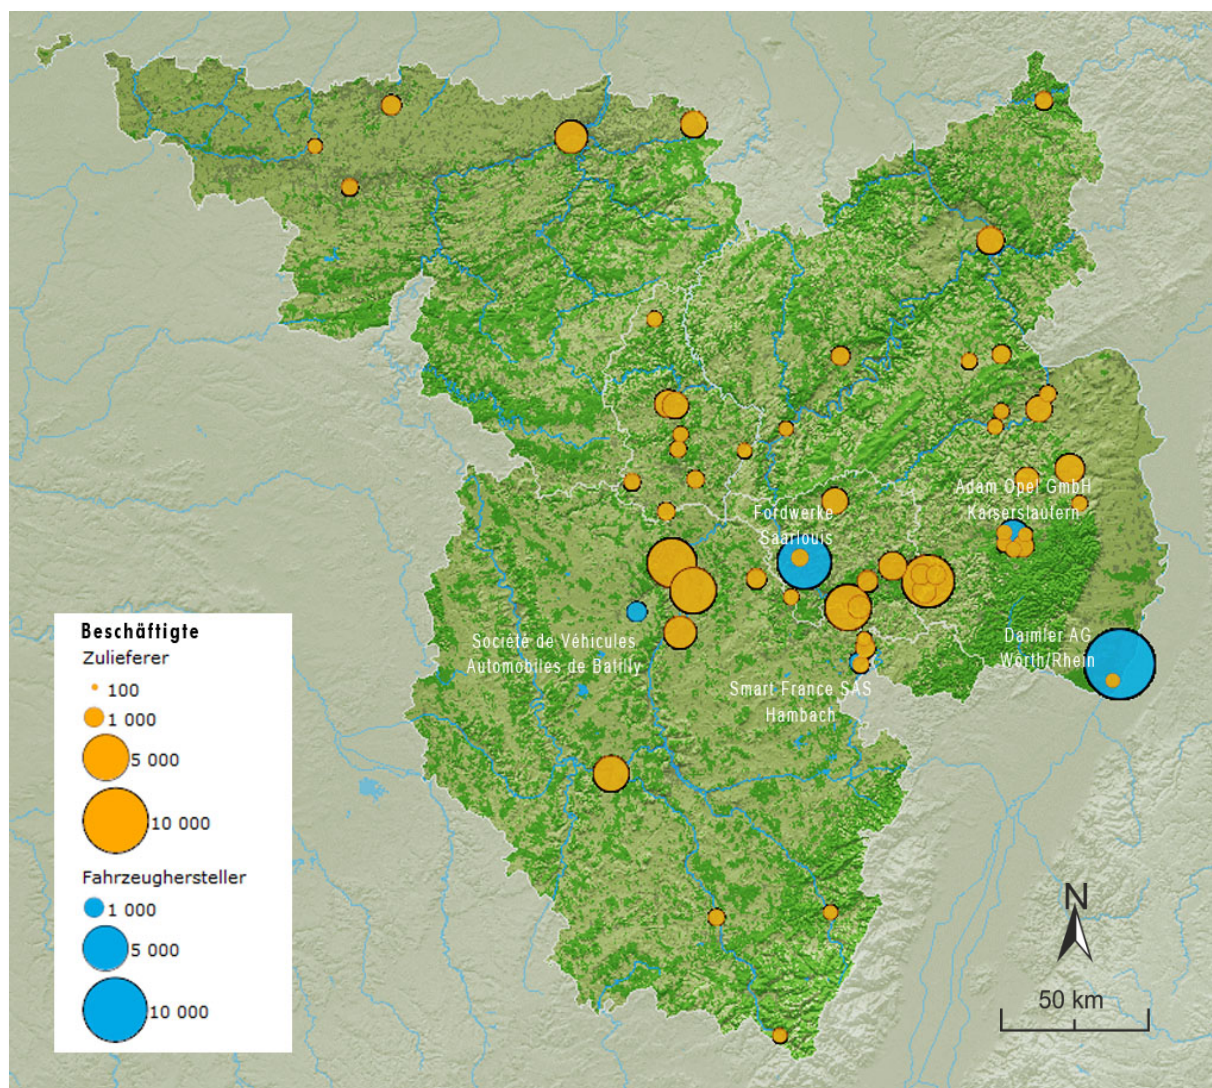 Adam Opel GmbH
Kaiserslautern
Fordwerke
Saarlouis
Beschäftigte
Zulieferer
100
1 000
5 000
10 000
Fahrzeughersteller
1 000
5 000
10 000
Société de Véhicules
Automobiles de Batilly
Daimler AG
Wörth/Rhein
Smart France SAS
Hambach
N
50 km